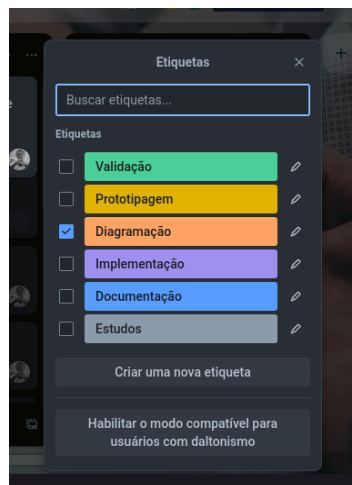 Etiquetas
Buscar etiquetas...
Etiquetas
Validação
Prototipagem
Diagramação
Implementação
Documentação
Estudos
Criar uma nova etiqueta
Habilitar o modo compatível para
usuários com daltonismo